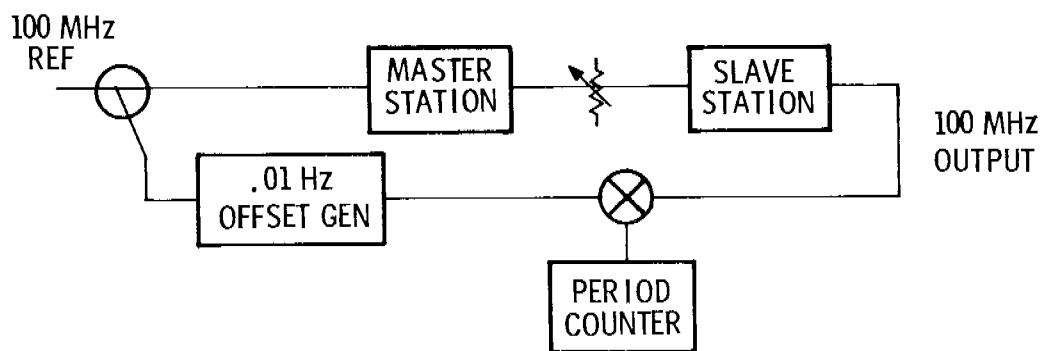 100 MHz
REF
MASTER
STATION
SLAVE
STATION
100 MHz
OUTPUT
.01 Hz
OFFSET GEN
PERIOD
COUNTER